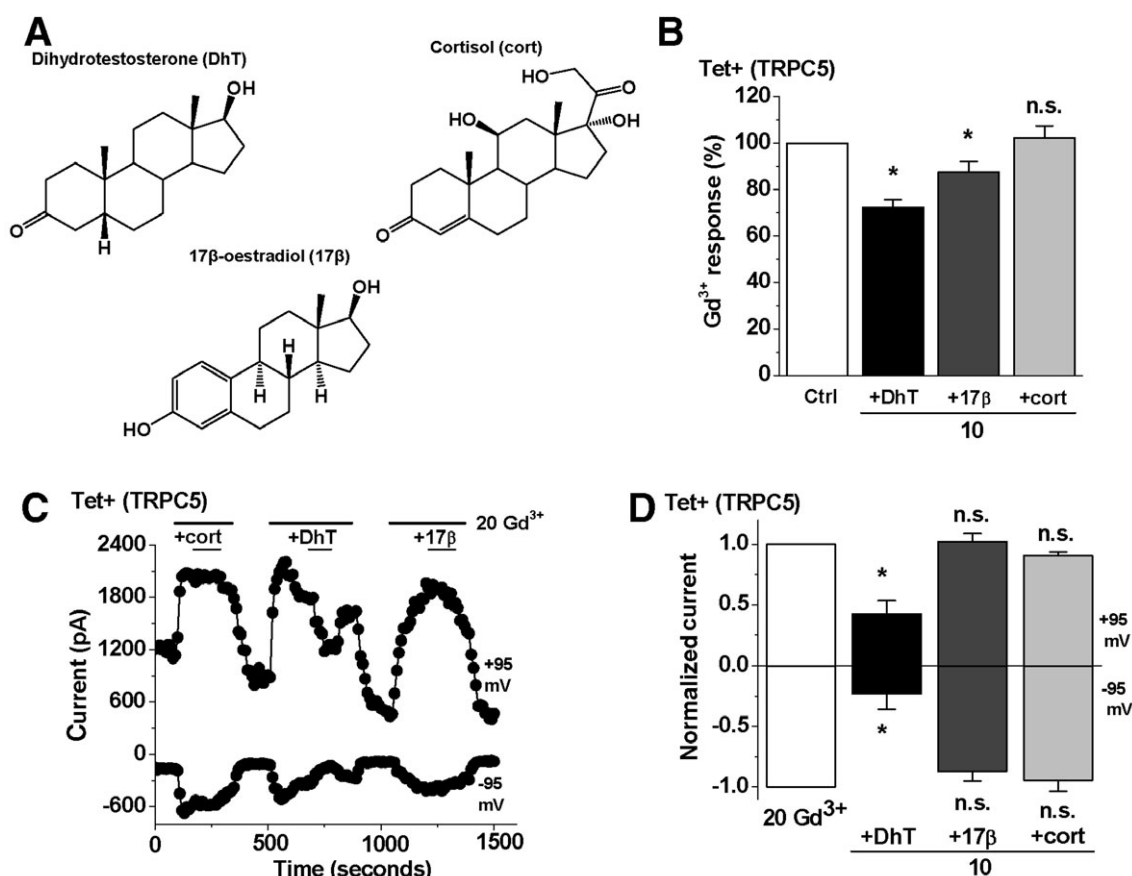 A
Dihydrotestosterone (DhT)
OH
O
H
Cortisol (cort)
HO
O
HO
OH
O
17β-oestradiol (17β)
OH
H
H
H
HO
B
Tet+ (TRPC5)
Gd³⁺ response (%)
120
100
80
60
40
20
0
*
*
n.s.
Ctrl
+DhT
+17β
+cort
10
C
Tet+ (TRPC5)
20 Gd³⁺
+cort
+DhT
+17β
Current (pA)
2400
1800
1200
600
0
-600
+95
mV
-95
mV
0
500
1000
1500
Time (seconds)
D
Tet+ (TRPC5)
Normalized current
1.0
0.5
0.0
-0.5
-1.0
*
n.s.
n.s.
+95
mV
-95
mV
*
n.s.
n.s.
20 Gd³⁺
+DhT
+17β
+cort
10